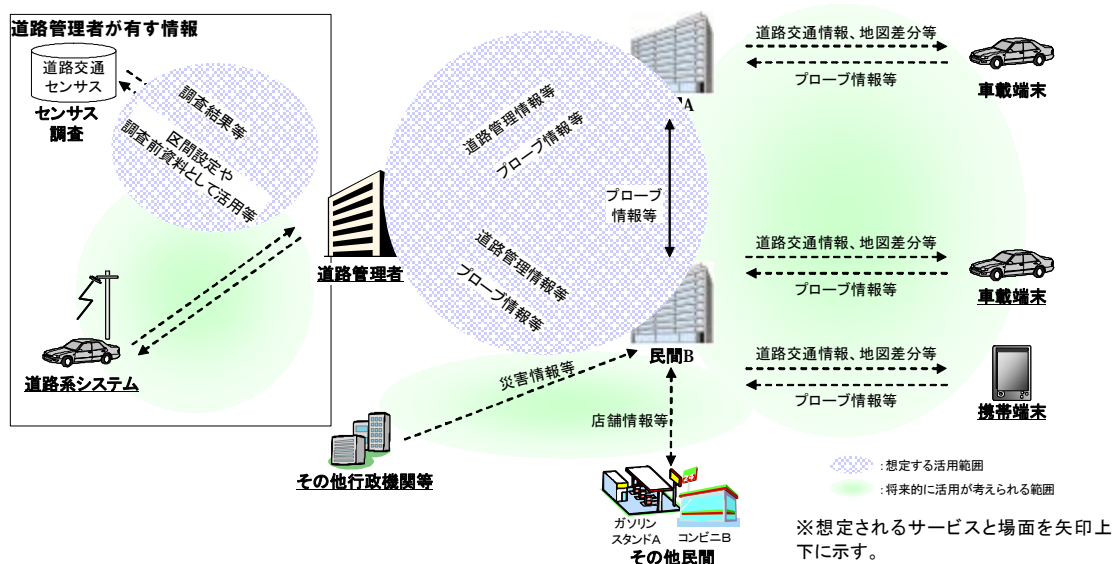 道路管理者が有す情報
道路交通
センサス
センサス
調査
調査結果等
区間設定や
調査前資料として活用等
道路管理者
道路系システム
道路管理情報等
プローブ情報等
道路管理情報等
プローブ情報等
A
プローブ
情報等
民間B
道路交通情報、地図差分等
プローブ情報等
車載端末
道路交通情報、地図差分等
プローブ情報等
車載端末
道路交通情報、地図差分等
プローブ情報等
携帯端末
災害情報等
その他行政機関等
店舗情報等
ガソリン
スタンドA
コンビニB
その他民間
:想定する活用範囲
:将来的に活用が考えられる範囲
※想定されるサービスと場面を矢印上
下に示す。